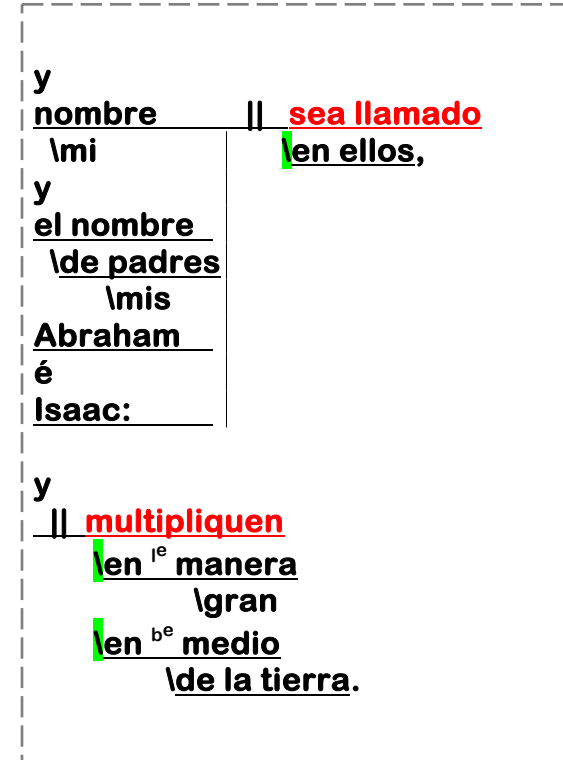 y
nombre || sea llamado
\mi \en ellos,
y
el nombre
\de padres
\mis
Abraham
é
Isaac:
y
|| multipliquen
\en le manera
\gran
\en be medio
\de la tierra.